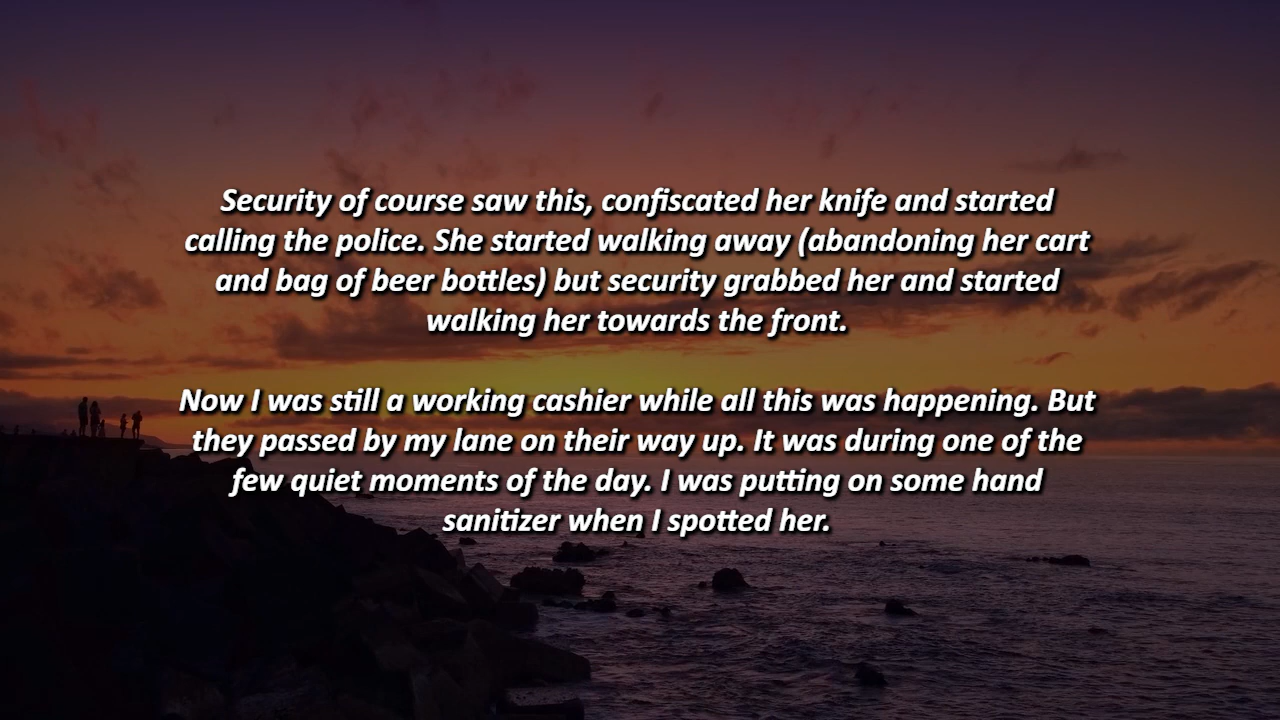 Security of course saw this, confiscated her knife and started
calling the police. She started walking away (abandoning her cart
and bag of beer bottles) but security grabbed her and started
walking her towards the front.
Now I was still a working cashier while all this was happening. But
they passed by my lane on their way up. It was during one of the
few quiet moments of the day. I was putting on some hand
sanitizer when I spotted her.